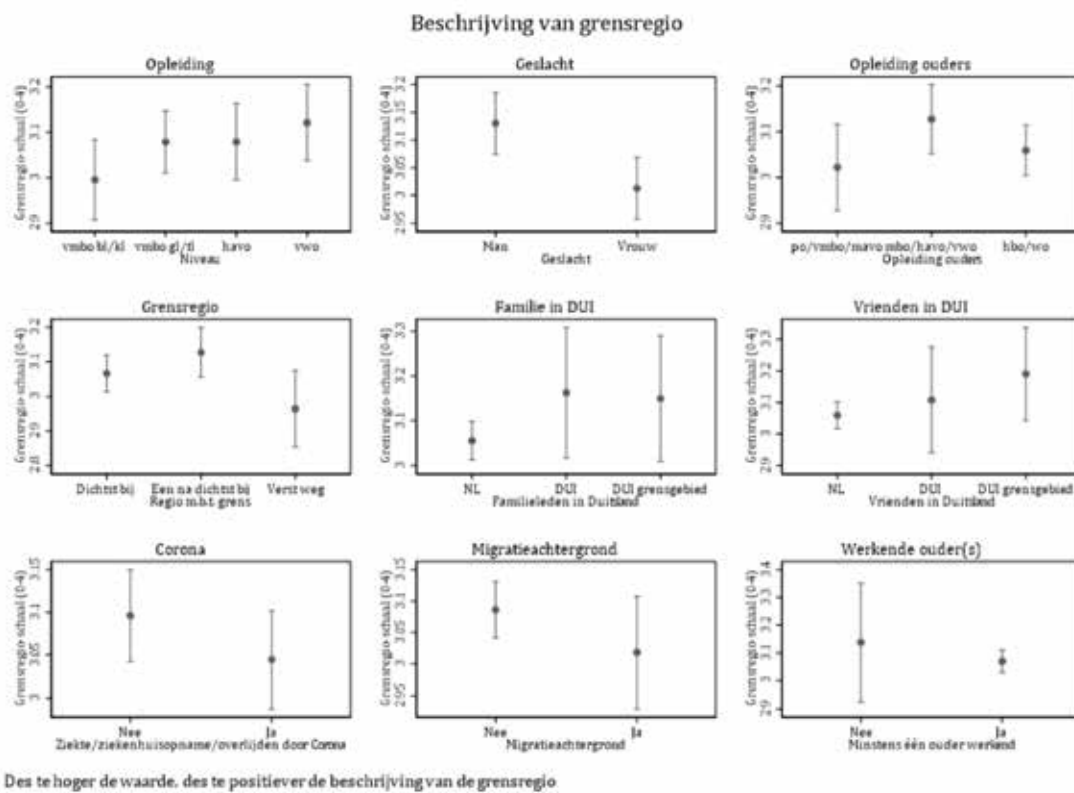 Beschrijving van grensregio
Opleiding
Grensregio-schaal (0-4)
3.2
3.1
3
2.9
vmbo bl/kl vmbo gl/tl havo vwo
Niveau
Geslacht
Grensregio-schaal (0-4)
3.2
3.15
3.1
3.05
3
2.95
Man Vrouw
Geslacht
Opleiding ouders
Grensregio-schaal (0-4)
3.2
3.1
3
2.9
po/vmbo/mavo mbo/havo/vwo hbo/wo
Opleiding ouders
Grensregio
Grensregio-schaal (0-4)
3.2
3.1
3
2.9
2.8
Dichtst bij Een na dichtst bij Verst weg
Regio m.b.t. grens
Familie in DUI
Grensregio-schaal (0-4)
3.3
3.2
3.1
3
NL DUI DUI grensgebied
Familieleden in Duitsland
Vrienden in DUI
Grensregio-schaal (0-4)
3.3
3.2
3.1
3
2.9
NL DUI DUI grensgebied
Vrienden in Duitsland
Corona
Grensregio-schaal (0-4)
3.15
3.1
3.05
3
Nee Ja
Ziekte/ziekenhuisopname/overlijden door Corona
Migratieachtergrond
Grensregio-schaal (0-4)
3.15
3.1
3.05
3
2.95
Nee Ja
Migratieachtergrond
Werkende ouder(s)
Grensregio-schaal (0-4)
3.4
3.3
3.2
3.1
3
2.9
Nee Ja
Minstens één ouder werkend
Des te hoger de waarde, des te positiever de beschrijving van de grensregio